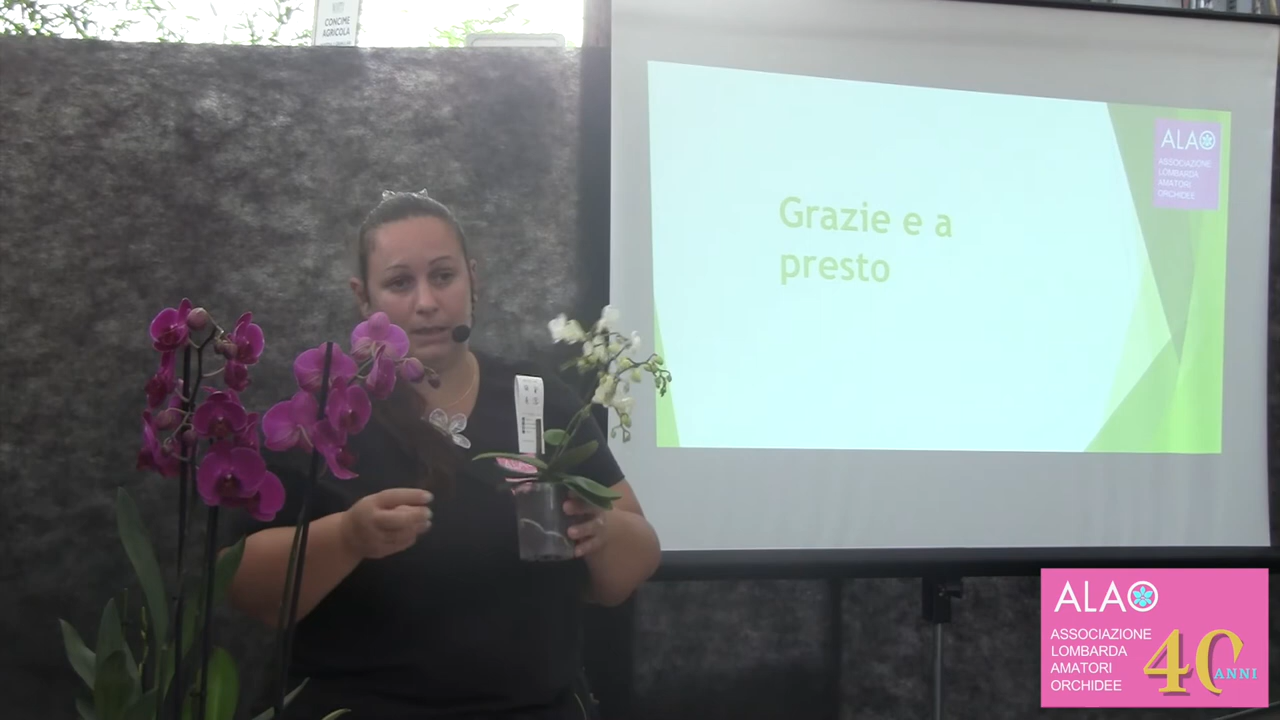 CONCIME
AGRICOLA
Grazie e a
presto
ALAO
ASSOCIAZIONE
LOMBARDA
AMATORI
ORCHIDEE
ALAO
ASSOCIAZIONE
LOMBARDA
AMATORI
ORCHIDEE
40
ANNI